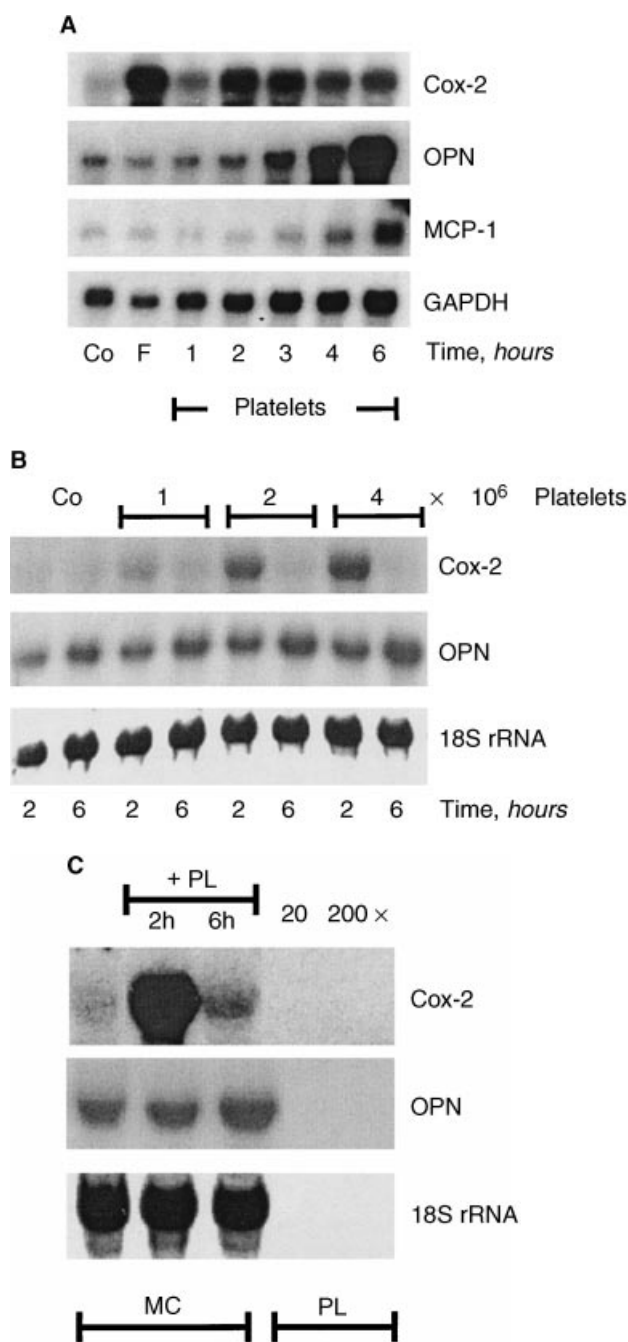 A
Cox-2
OPN
MCP-1
GAPDH
Co F 1 2 3 4 6 Time, hours
Platelets
B
Co 1 2 4 × 10⁶ Platelets
Cox-2
OPN
18S rRNA
2 6 2 6 2 6 2 6 Time, hours
C
+ PL
2h 6h 20 200 ×
Cox-2
OPN
18S rRNA
MC PL